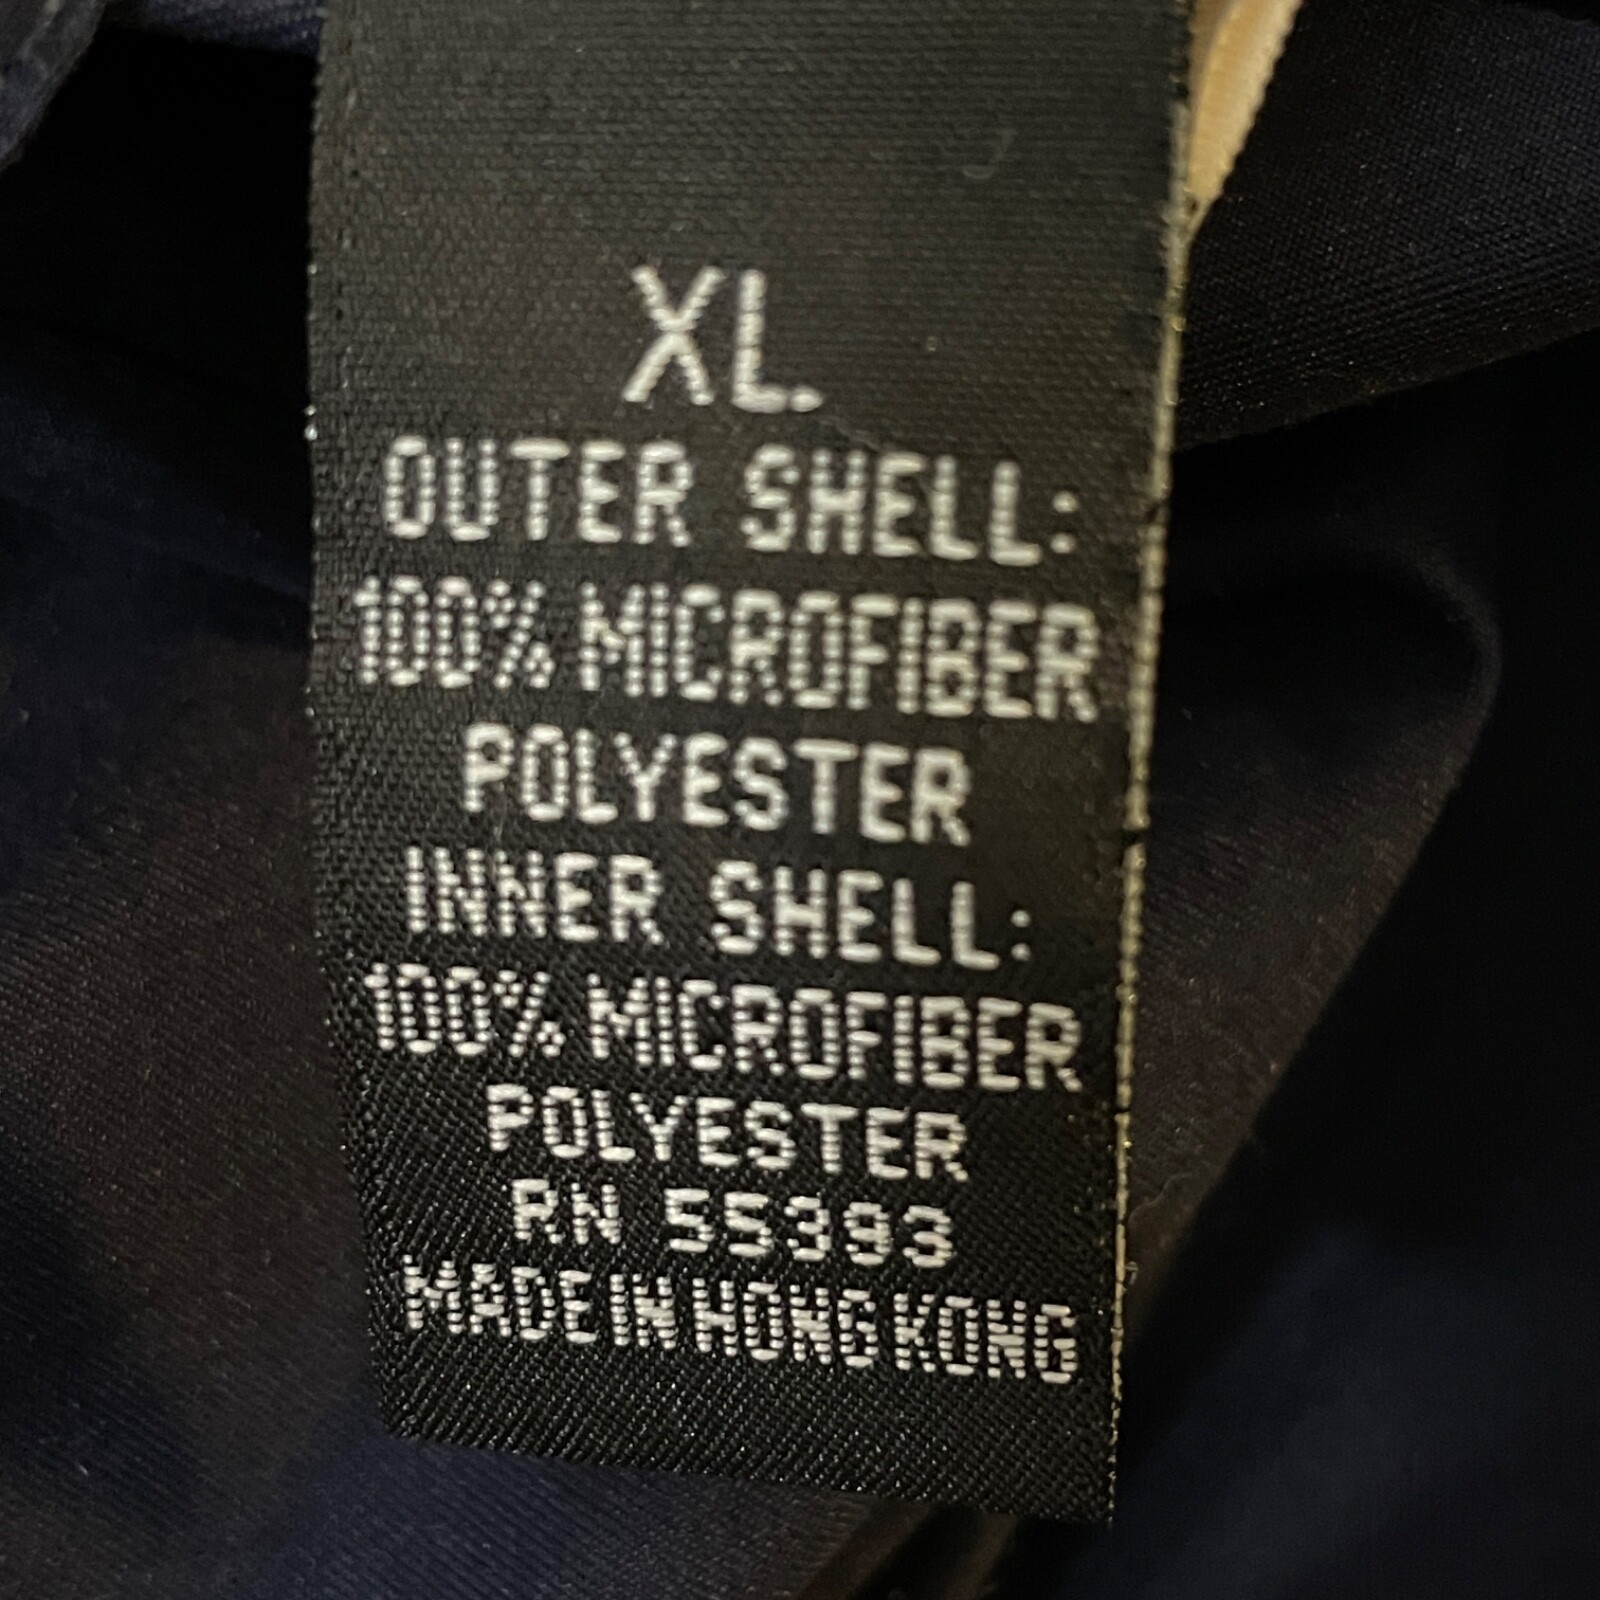 XL.
OUTER SHELL:
100% MICROFIBER
POLYESTER
INNER SHELL:
100% MICROFIBER
POLYESTER
RN 55393
MADE IN HONG KONG